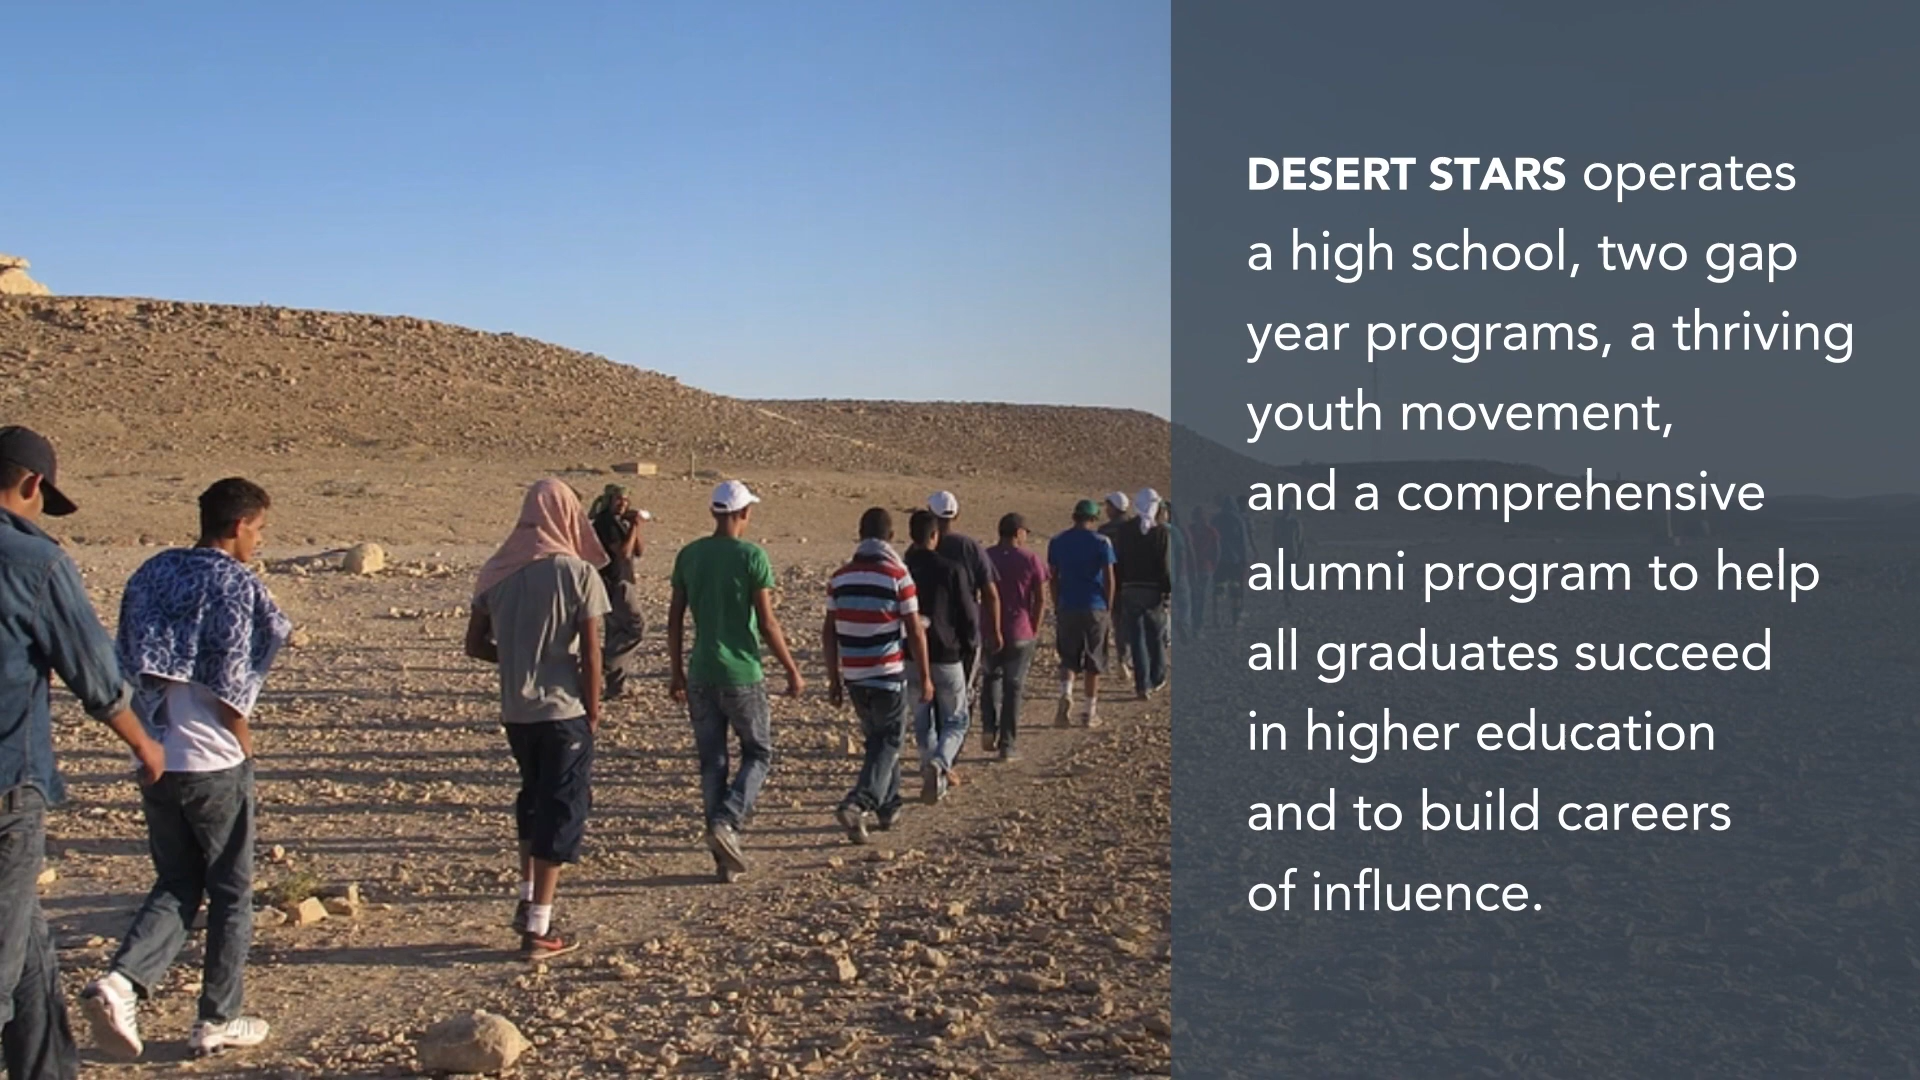 DESERT STARS operates
a high school, two gap
year programs, a thriving
youth movement,
and a comprehensive
alumni program to help
all graduates succeed
in higher education
and to build careers
of influence.